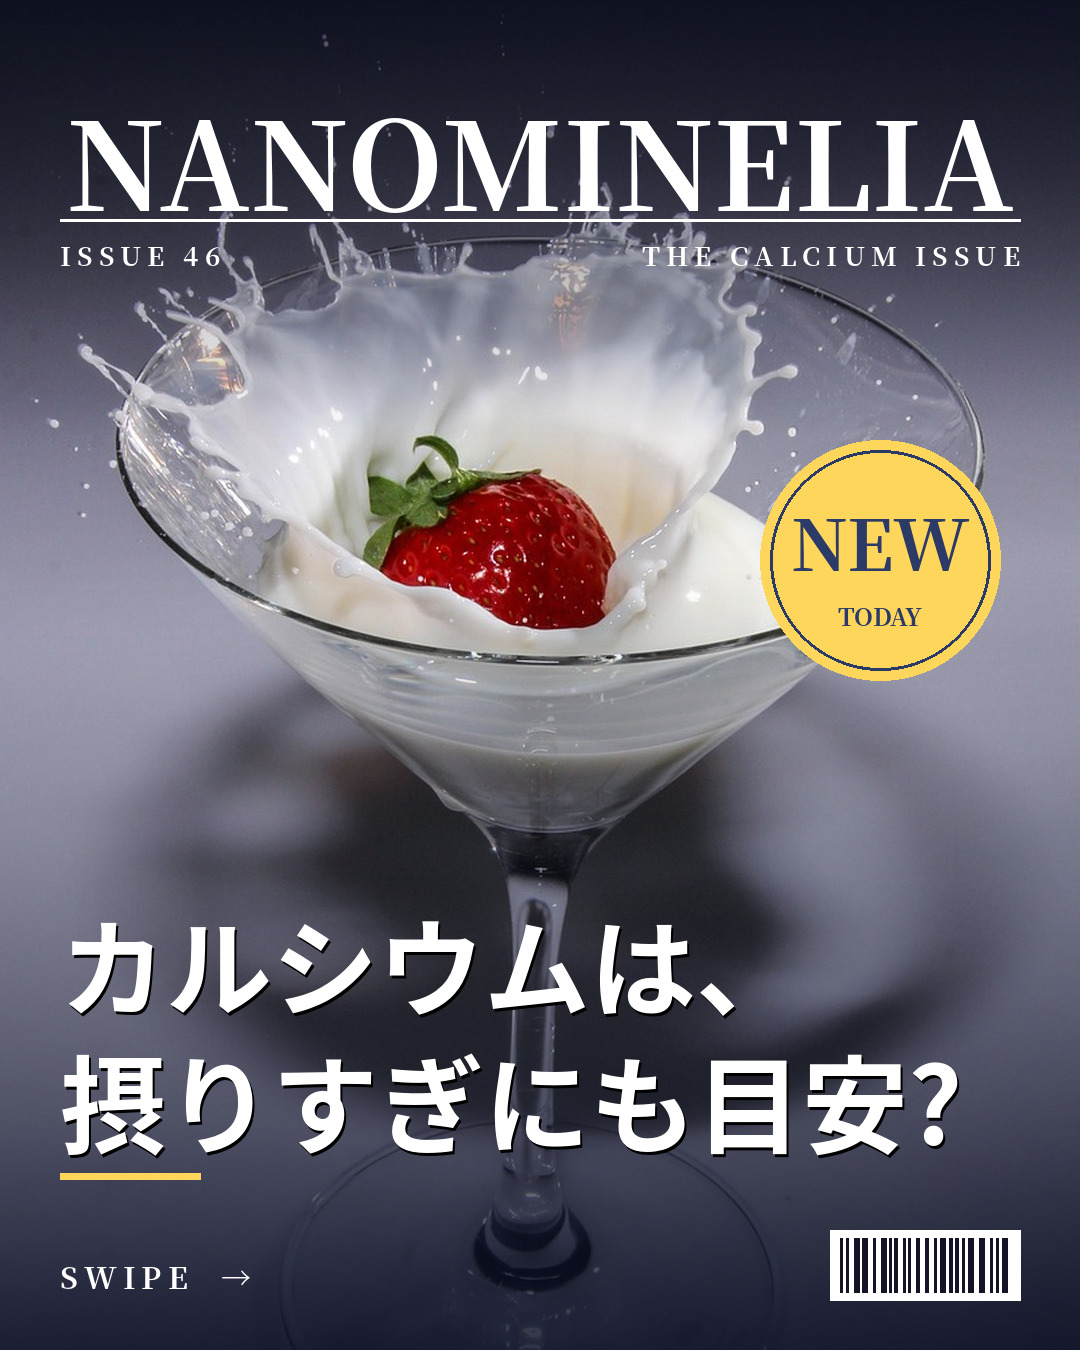 NANOMINELIA
ISSUE 46
THE CALCIUM ISSUE
NEW
TODAY
カルシウムは、
摂りすぎにも目安?
SWIPE →